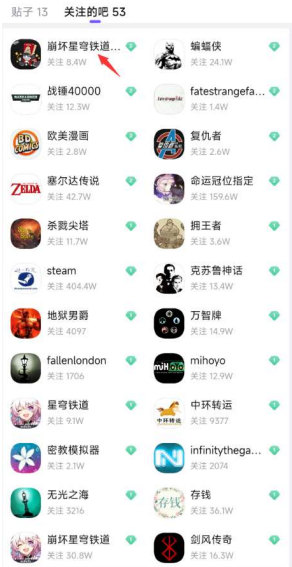 贴子 13 关注的吧 53
崩坏星穹铁道...
关注 8.4W
蝙蝠侠
关注 24.1W
战锤40000
关注 12.3W
fatestrangefa...
关注 1.4W
欧美漫画
关注 2.8W
复仇者
关注 2.6W
塞尔达传说
关注 42.7W
命运冠位指定
关注 159.6W
杀戮尖塔
关注 11.7W
拥王者
关注 3.6W
steam
关注 404.4W
克苏鲁神话
关注 13.4W
地狱男爵
关注 4097
万智牌
关注 14.9W
fallenlondon
关注 1706
mihoyo
关注 12.9W
星穹铁道
关注 9.1W
中环转运
关注 9377
密教模拟器
关注 2.1W
infinitythega...
关注 2074
无光之海
关注 3216
存钱
关注 36.1W
崩坏星穹铁道
关注 30.8W
剑风传奇
关注 16.3W